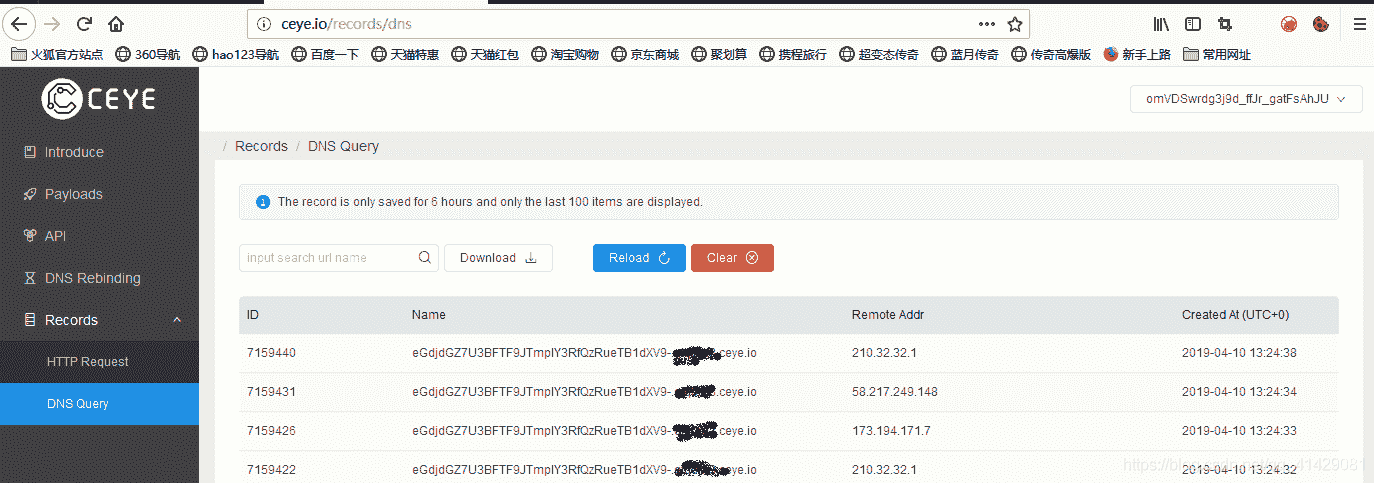 ceye.io/records/dns
火狐官方站点 360导航 hao123导航 百度一下 天猫特惠 天猫红包 淘宝购物 京东商城 聚划算 携程旅行 超变态传奇 蓝月传奇 传奇高爆版 新手上路 常用网址
CEYE
omVDSwrdg3j9d_ffJr_gatFsAhJU
Introduce
Payloads
API
DNS Rebinding
Records
HTTP Request
DNS Query
/ Records / DNS Query
The record is only saved for 6 hours and only the last 100 items are displayed.
input search url name Download Reload Clear
ID Name Remote Addr Created At (UTC+0)
7159440 eGdjdGZ7U3BFTF9JTmplY3RfQzRueTB1dXV9- .ceye.io 210.32.32.1 2019-04-10 13:24:38
7159431 eGdjdGZ7U3BFTF9JTmplY3RfQzRueTB1dXV9-. .ceye.io 58.217.249.148 2019-04-10 13:24:34
7159426 eGdjdGZ7U3BFTF9JTmplY3RfQzRueTB1dXV9- .ceye.io 173.194.171.7 2019-04-10 13:24:33
7159422 eGdjdGZ7U3BFTF9JTmplY3RfQzRueTB1dXV9-. .ceye.io 210.32.32.1 2019-04-10 13:24:32